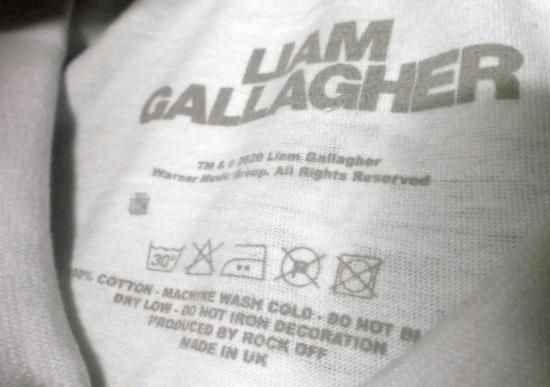 LIAM
GALLAGHER
TM & © 2020 Liam Gallagher
Warner Music Group. All Rights Reserved
30°
P
100% COTTON - MACHINE WASH COLD - DO NOT
DRY LOW - DO NOT IRON DECORATION
PRODUCED BY ROCK OFF
MADE IN UK